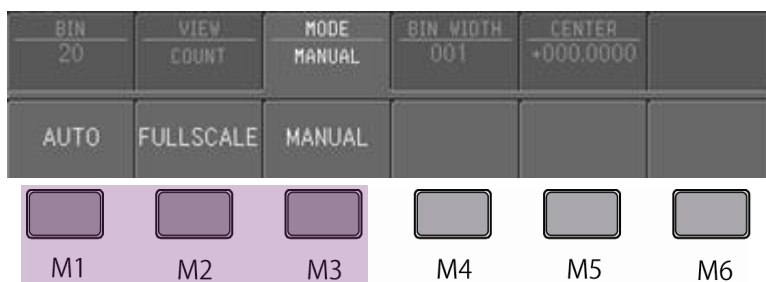 BIN VIEW MODE BIN WIDTH CENTER
20 COUNT MANUAL 001 +000.0000
AUTO FULLSCALE MANUAL
M1 M2 M3 M4 M5 M6